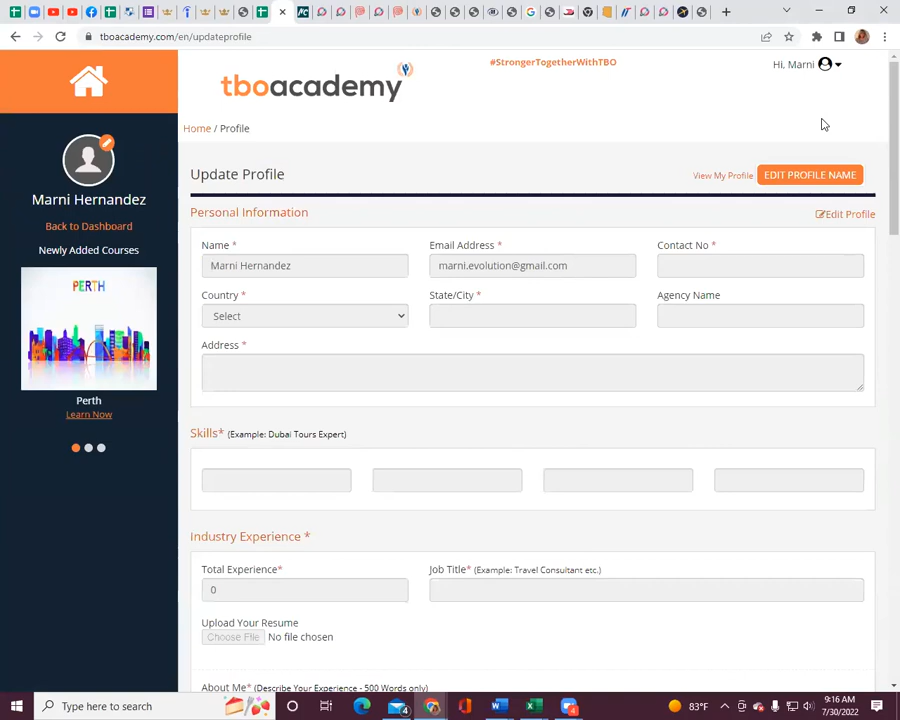 tboacademy.com/en/updateprofile
#StrongerTogetherWithTBO
Hi, Marni
tboacademy
Home / Profile
Marni Hernandez
Back to Dashboard
Newly Added Courses
PERTH
Perth
Learn Now
Update Profile
View My Profile
EDIT PROFILE NAME
Personal Information
Edit Profile
Name *
Email Address *
Contact No *
Marni Hernandez
marni.evolution@gmail.com
Country *
State/City *
Agency Name
Select
Address *
Skills* (Example: Dubai Tours Expert)
Industry Experience *
Total Experience*
Job Title* (Example: Travel Consultant etc.)
0
Upload Your Resume
Choose File No file chosen
About Me* (Describe Your Experience - 500 Words only)
Type here to search
4
4
83°F
9:16 AM
7/30/2022